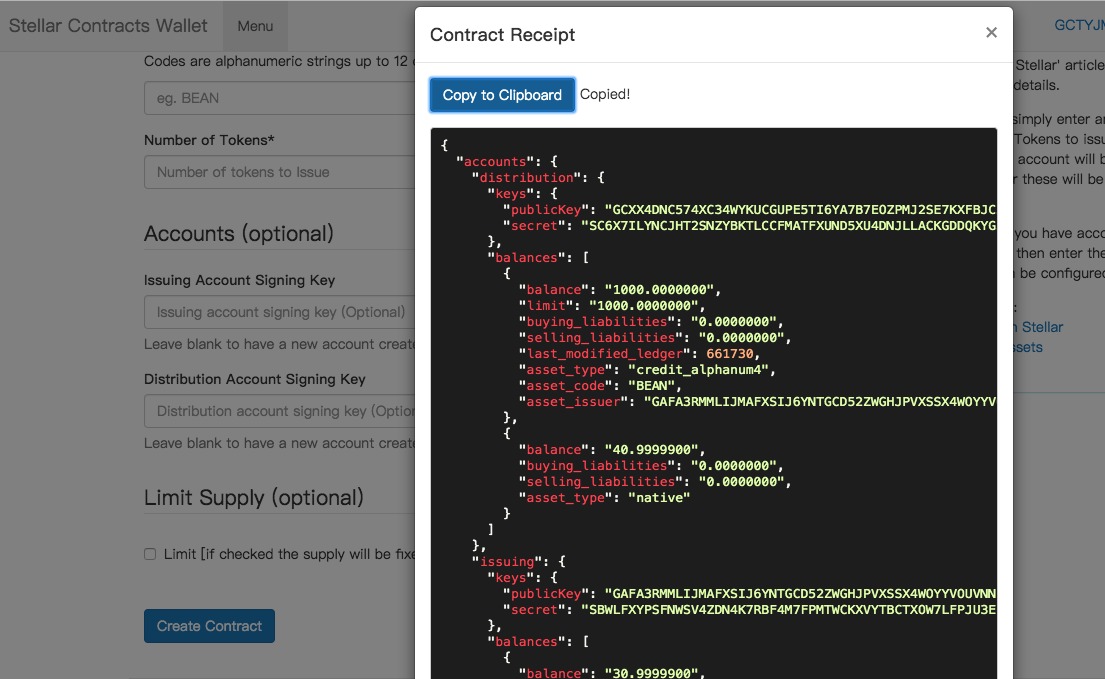 Stellar Contracts Wallet
Menu
GCTYJM
Codes are alphanumeric strings up to 12
eg. BEAN
Number of Tokens*
Number of tokens to Issue
Accounts (optional)
Issuing Account Signing Key
Issuing account signing key (Optional)
Leave blank to have a new account create
Distribution Account Signing Key
Distribution account signing key (Option
Leave blank to have a new account create
Limit Supply (optional)
Limit [if checked the supply will be fixe
Create Contract
Stellar' article
details.
simply enter an
Tokens to issu
account will b
r these will be
you have acco
then enter the
be configured
:
n Stellar
ssets
Contract Receipt
×
Copy to Clipboard
Copied!
{
"accounts": {
"distribution": {
"keys": {
"publicKey": "GCXX4DNC574XC34WYKUCGUPE5TI6YA7B7EOZPMJ2SE7KXFBJC
"secret": "SC6X7ILYNCJHT2SNZYBKTLCCFMATFXUND5XU4DNJLLACKGDDQKYG
},
"balances": [
{
"balance": "1000.0000000",
"limit": "1000.0000000",
"buying_liabilities": "0.0000000",
"selling_liabilities": "0.0000000",
"last_modified_ledger": 661730,
"asset_type": "credit_alphanum4",
"asset_code": "BEAN",
"asset_issuer": "GAFA3RMMLIJMAFXSIJ6YNTGCD52ZWGHJPVXSSX4WOYYV
},
{
"balance": "40.9999900",
"buying_liabilities": "0.0000000",
"selling_liabilities": "0.0000000",
"asset_type": "native"
}
]
},
"issuing": {
"keys": {
"publicKey": "GAFA3RMMLIJMAFXSIJ6YNTGCD52ZWGHJPVXSSX4WOYYVOUVNN
"secret": "SBWLFXYPSFNWSV4ZDN4K7RBF4M7FPMTWCKXVYTBCTXOW7LFPJU3E
},
"balances": [
{
"balance": "30.9999900",